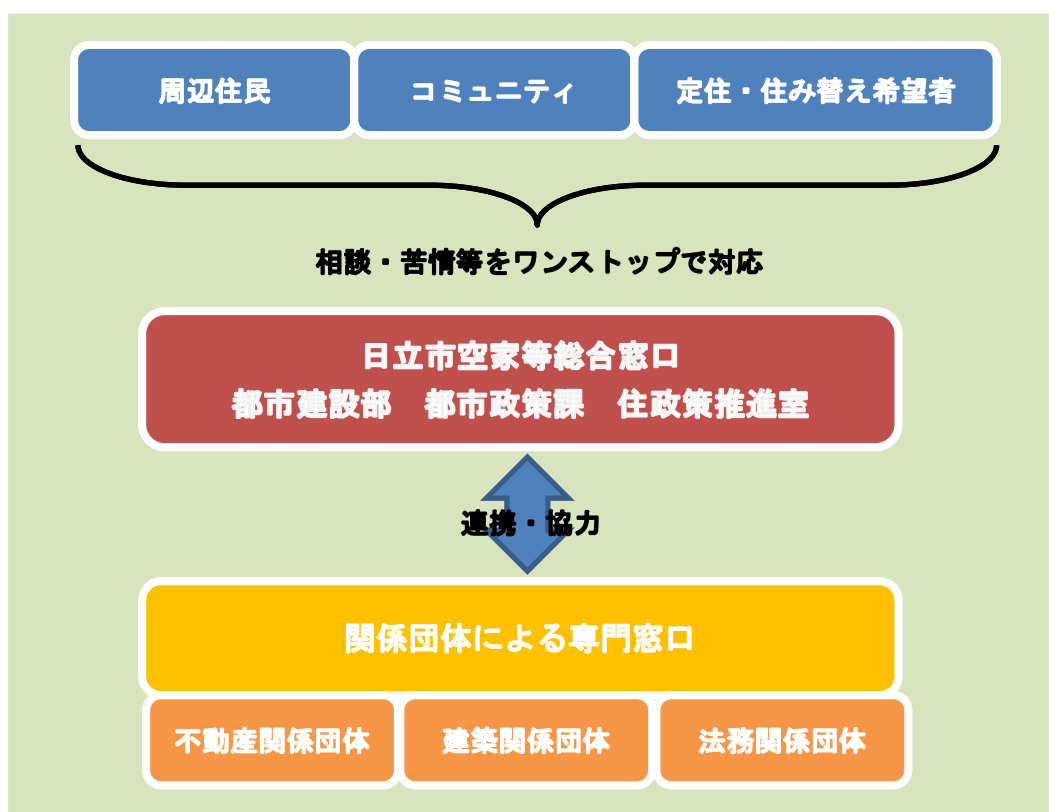 周辺住民
コミュニティ
定住・住み替え希望者
相談・苦情等をワンストップで対応
日立市空家等総合窓口
都市建設部　都市政策課　住政策推進室
連携・協力
関係団体による専門窓口
不動産関係団体
建築関係団体
法務関係団体